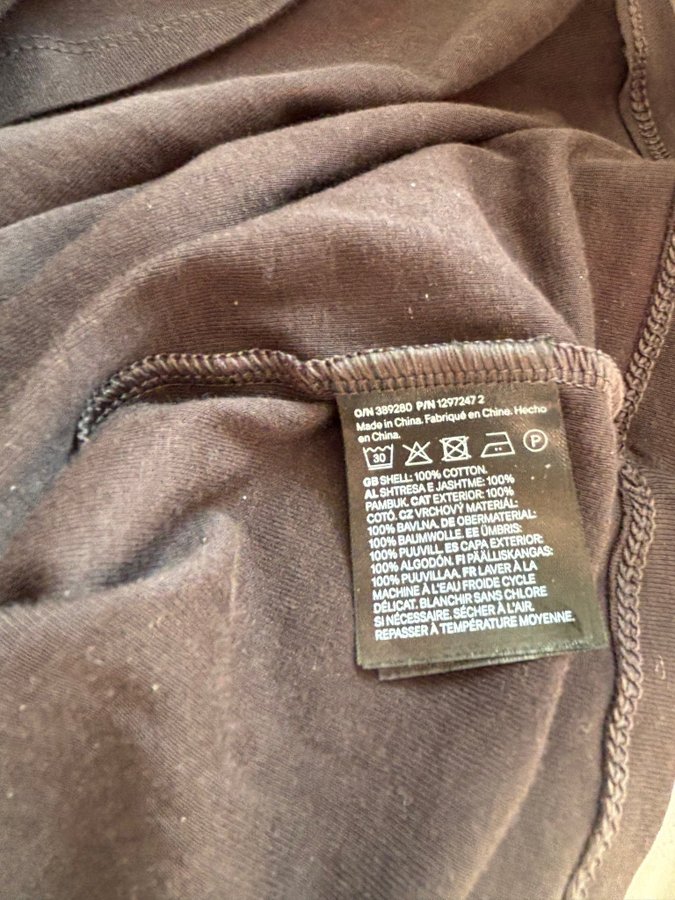 O/N 389280 P/N 1297247 2
Made in China. Fabriqué en Chine. Hecho
en China.
30 P
GB SHELL: 100% COTTON.
AL SHTRESA E JASHTME: 100%
PAMBUK. CAT EXTERIOR: 100%
COTÓ. CZ VRCHOVÝ MATERIÁL:
100% BAVLNA. DE OBERMATERIAL:
100% BAUMWOLLE. EE ÜMBRIS:
100% PUUVILL. ES CAPA EXTERIOR:
100% ALGODÓN. FI PÄÄLLISKANGAS:
100% PUUVILLAA. FR LAVER À LA
MACHINE À L'EAU FROIDE CYCLE
DÉLICAT. BLANCHIR SANS CHLORE
SI NÉCESSAIRE. SÉCHER À L'AIR.
REPASSER À TEMPÉRATURE MOYENNE.